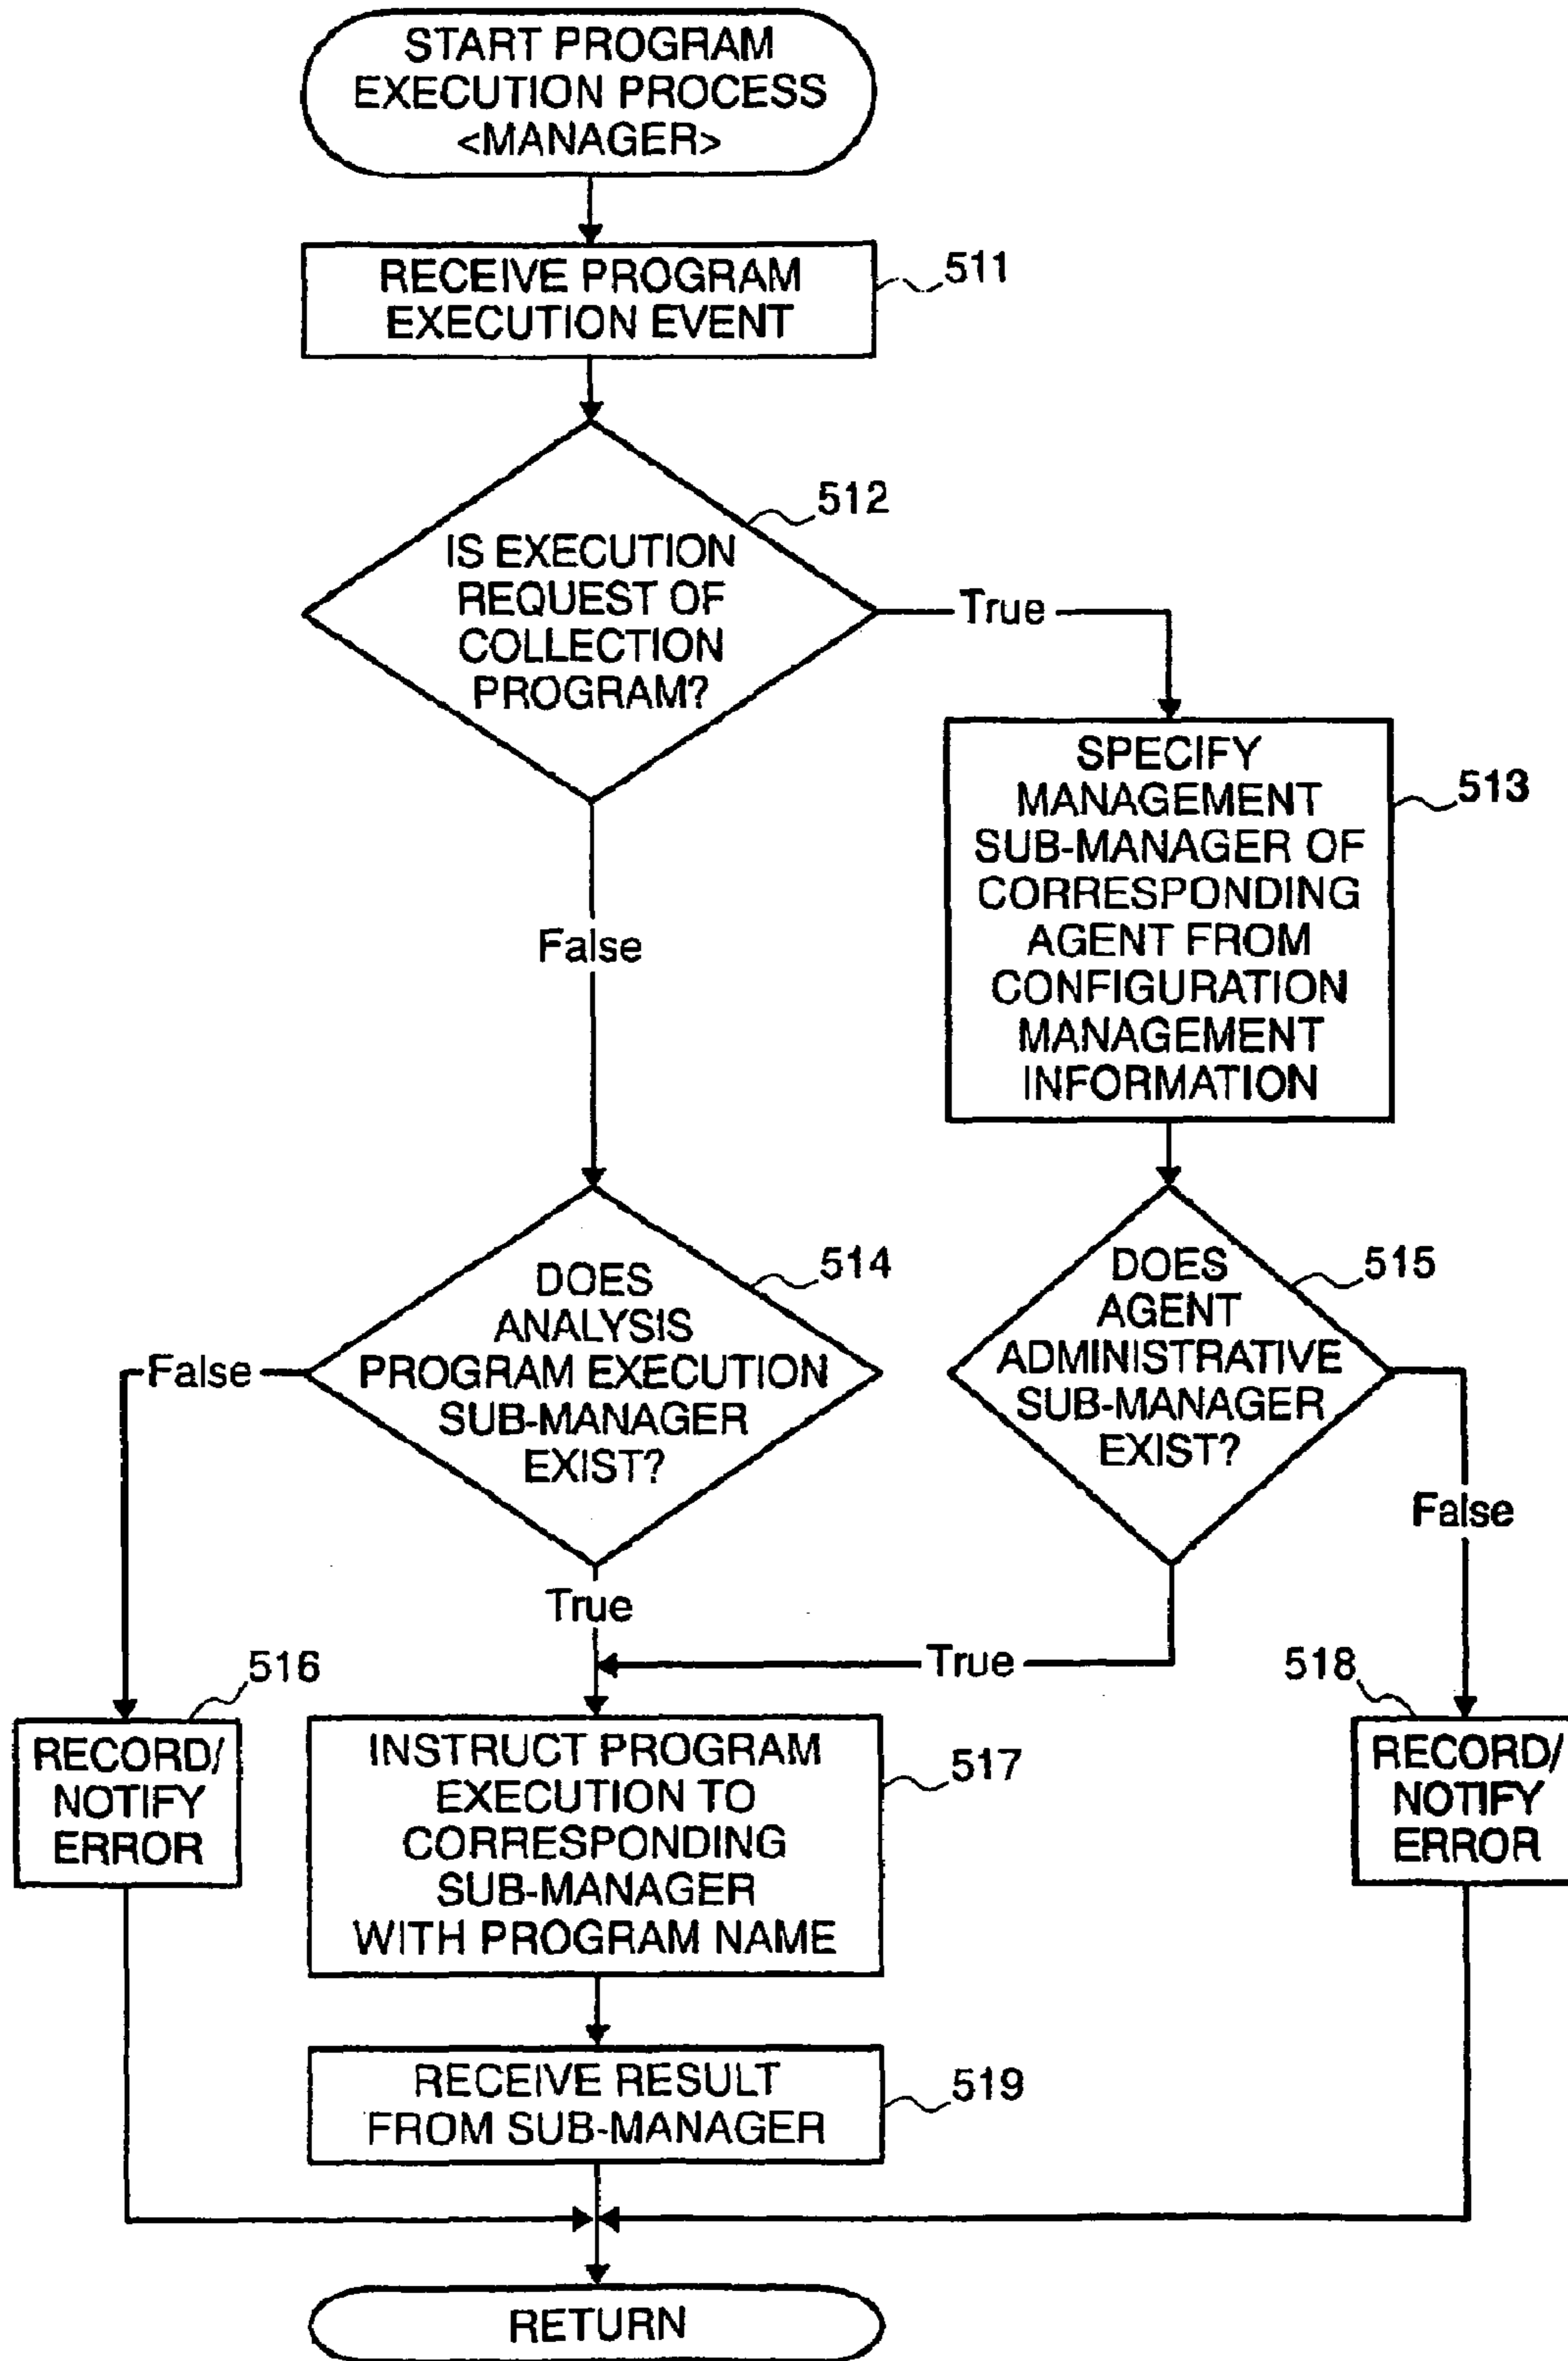 START PROGRAM
EXECUTION PROCESS
<MANAGER>
RECEIVE PROGRAM
EXECUTION EVENT
511
512
IS EXECUTION
REQUEST OF
COLLECTION
PROGRAM?
True
False
SPECIFY
MANAGEMENT
SUB-MANAGER OF
CORRESPONDING
AGENT FROM
CONFIGURATION
MANAGEMENT
INFORMATION
513
DOES
ANALYSIS
PROGRAM EXECUTION
SUB-MANAGER
EXIST?
514
False
True
DOES
AGENT
ADMINISTRATIVE
SUB-MANAGER
EXIST?
515
False
True
516
RECORD/
NOTIFY
ERROR
INSTRUCT PROGRAM
EXECUTION TO
CORRESPONDING
SUB-MANAGER
WITH PROGRAM NAME
517
518
RECORD/
NOTIFY
ERROR
RECEIVE RESULT
FROM SUB-MANAGER
519
RETURN